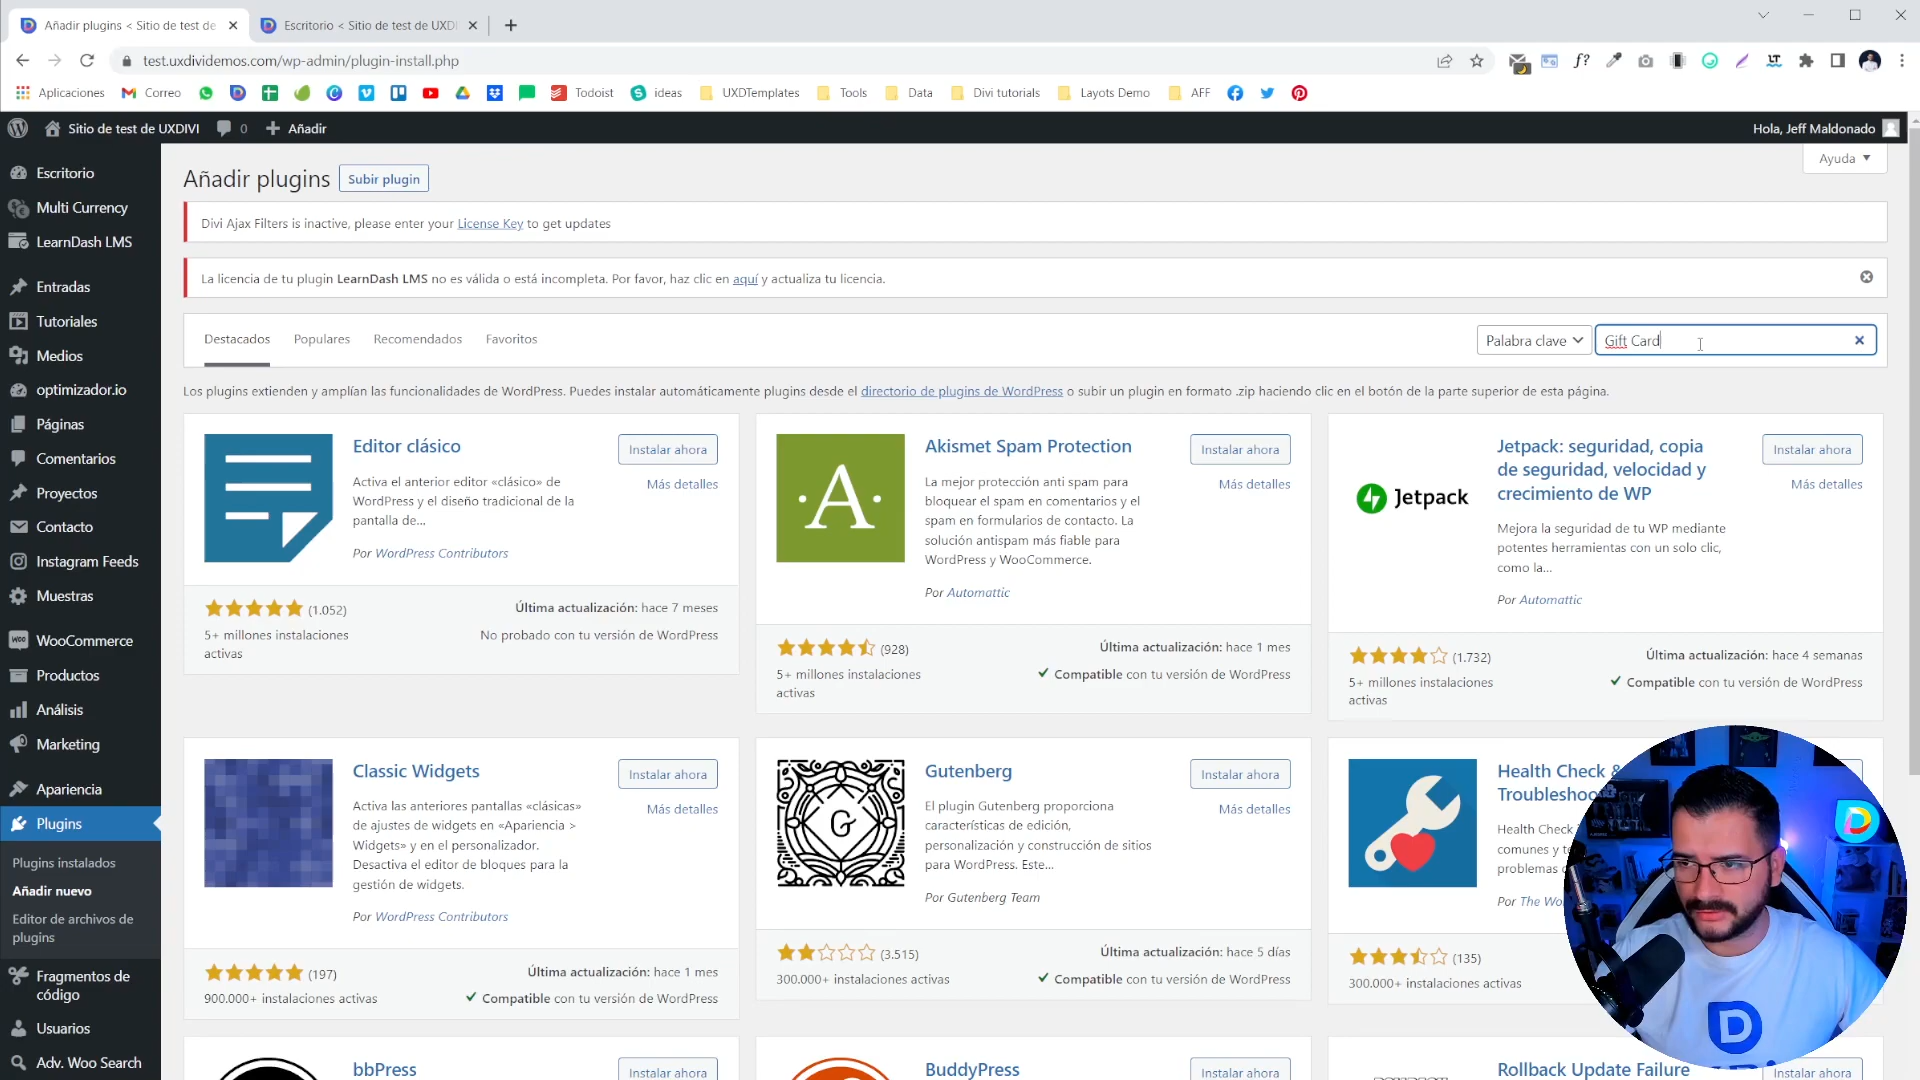 Añadir plugins < Sitio de test de
Escritorio < Sitio de test de UXDI
test.uxdividemos.com/wp-admin/plugin-install.php
Aplicaciones
Correo
Todoist
ideas
UXDTemplates
Tools
Data
Divi tutorials
Layots Demo
AFF
Sitio de test de UXDIVI
0
Añadir
Hola, Jeff Maldonado
Escritorio
Multi Currency
LearnDash LMS
Entradas
Tutoriales
Medios
optimizador.io
Páginas
Comentarios
Proyectos
Contacto
Instagram Feeds
Muestras
WooCommerce
Productos
Análisis
Marketing
Apariencia
Plugins
Plugins instalados
Añadir nuevo
Editor de archivos de
plugins
Fragmentos de
código
Usuarios
Adv. Woo Search
Ayuda
Añadir plugins
Subir plugin
Divi Ajax Filters is inactive, please enter your License Key to get updates
La licencia de tu plugin LearnDash LMS no es válida o está incompleta. Por favor, haz clic en aquí y actualiza tu licencia.
Destacados
Populares
Recomendados
Favoritos
Palabra clave
Gift Card
Los plugins extienden y amplían las funcionalidades de WordPress. Puedes instalar automáticamente plugins desde el directorio de plugins de WordPress o subir un plugin en formato .zip haciendo clic en el botón de la parte superior de esta página.
Editor clásico
Instalar ahora
Más detalles
Activa el anterior editor «clásico» de
WordPress y el diseño tradicional de la
pantalla de...
Por WordPress Contributors
(1.052)
5+ millones instalaciones
activas
Última actualización: hace 7 meses
No probado con tu versión de WordPress
A
Akismet Spam Protection
Instalar ahora
Más detalles
La mejor protección anti spam para
bloquear el spam en comentarios y el
spam en formularios de contacto. La
solución antispam más fiable para
WordPress y WooCommerce.
Por Automattic
(928)
5+ millones instalaciones
activas
Última actualización: hace 1 mes
Compatible con tu versión de WordPress
Jetpack
Jetpack: seguridad, copia
de seguridad, velocidad y
crecimiento de WP
Instalar ahora
Más detalles
Mejora la seguridad de tu WP mediante
potentes herramientas con un solo clic,
como la...
Por Automattic
(1.732)
5+ millones instalaciones
activas
Última actualización: hace 4 semanas
Compatible con tu versión de WordPress
Classic Widgets
Instalar ahora
Más detalles
Activa las anteriores pantallas «clásicas»
de ajustes de widgets en «Apariencia >
Widgets» y en el personalizador.
Desactiva el editor de bloques para la
gestión de widgets.
Por WordPress Contributors
(197)
900.000+ instalaciones activas
Última actualización: hace 1 mes
Compatible con tu versión de WordPress
G
Gutenberg
Instalar ahora
Más detalles
El plugin Gutenberg proporciona
características de edición,
personalización y construcción de sitios
para WordPress. Este...
Por Gutenberg Team
(3.515)
300.000+ instalaciones activas
Última actualización: hace 5 días
Compatible con tu versión de WordPress
Health Check &
Troubleshoo
Health Check
comunes y
problemas
Por The Wo
(135)
300.000+ instalaciones activas
bbPress
Instalar ahora
BuddyPress
Instalar ahora
Rollback Update Failure
Instalar ahora